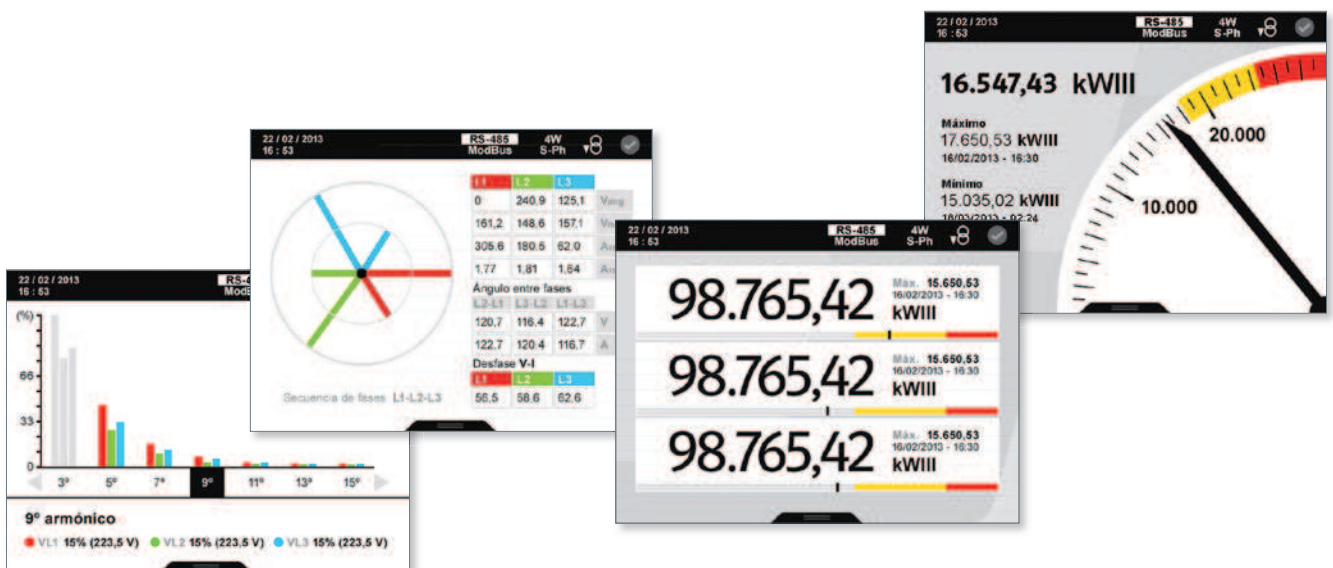 22 / 02 / 2013
16 : 53
(%)
66
33
0
3º 5º 7º 9º 11º 13º 15º
9º armónico
VL1 15% (223,5 V) VL2 15% (223,5 V) VL3 15% (223,5 V)
22 / 02 / 2013 RS-485 4W
16 : 53 ModBus S-Ph
L1 L2 L3
0 240,9 125,1 Vang
161,2 148,6 157,1
305,6 180,5 62,0
1,77 1,81 1,64
Ángulo entre fases
L2-L1 L3-L2 L1-L3
120,7 116,4 122,7 V
122,7 120,4 116,7 A
Desfase V-I
L1 L2 L3
56,5 58,6 62,6
Secuencia de fases L1-L2-L3
22 / 02 / 2013 RS-485 4W
16 : 53 ModBus S-Ph
98.765,42 Máx. 15.650,53
16/02/2013 - 16:30
kWIII
98.765,42 Máx. 15.650,53
16/02/2013 - 16:30
kWIII
98.765,42 Máx. 15.650,53
16/02/2013 - 16:30
kWIII
22 / 02 / 2013 RS-485 4W
16 : 53 ModBus S-Ph
16.547,43 kWIII
Máximo
17.650,53 kWIII
16/02/2013 - 16:30
Mínimo
15.035,02 kWIII
18/03/2013 - 02:24
20.000
10.000